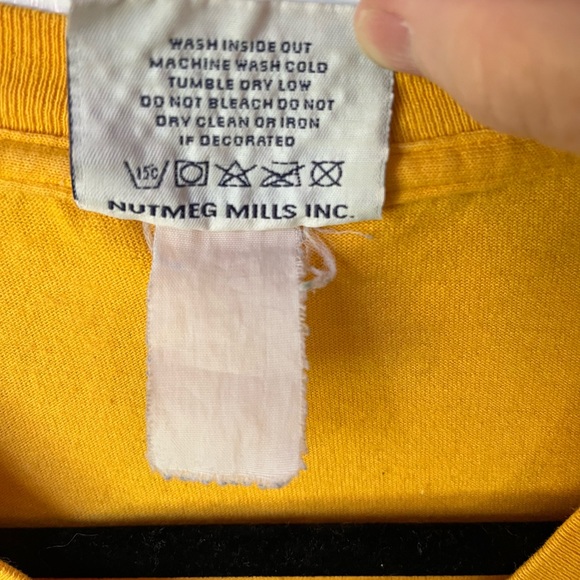 WASH INSIDE OUT
MACHINE WASH COLD
TUMBLE DRY LOW
DO NOT BLEACH DO NOT
DRY CLEAN OR IRON
IF DECORATED
15C
NUTMEG MILLS INC.